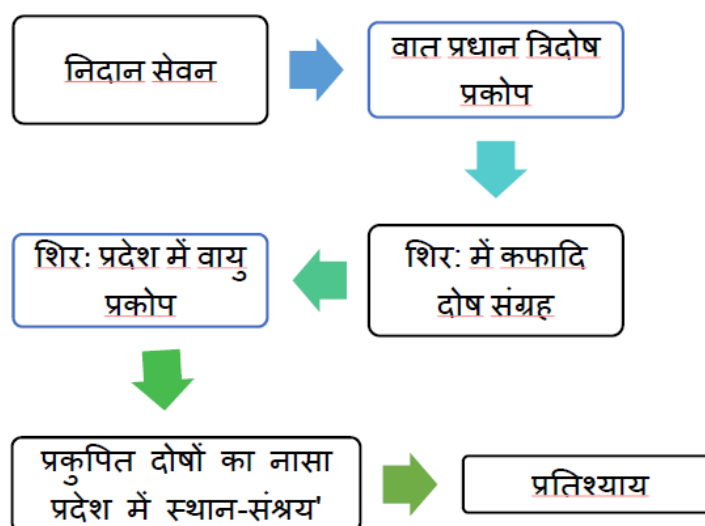 निदान सेवन
वात प्रधान त्रिदोष
प्रकोप
शिर: में कफादि
दोष संग्रह
शिर: प्रदेश में वायु
प्रकोप
प्रकुपित दोषों का नासा
प्रदेश में स्थान-संश्रय'
प्रतिश्याय